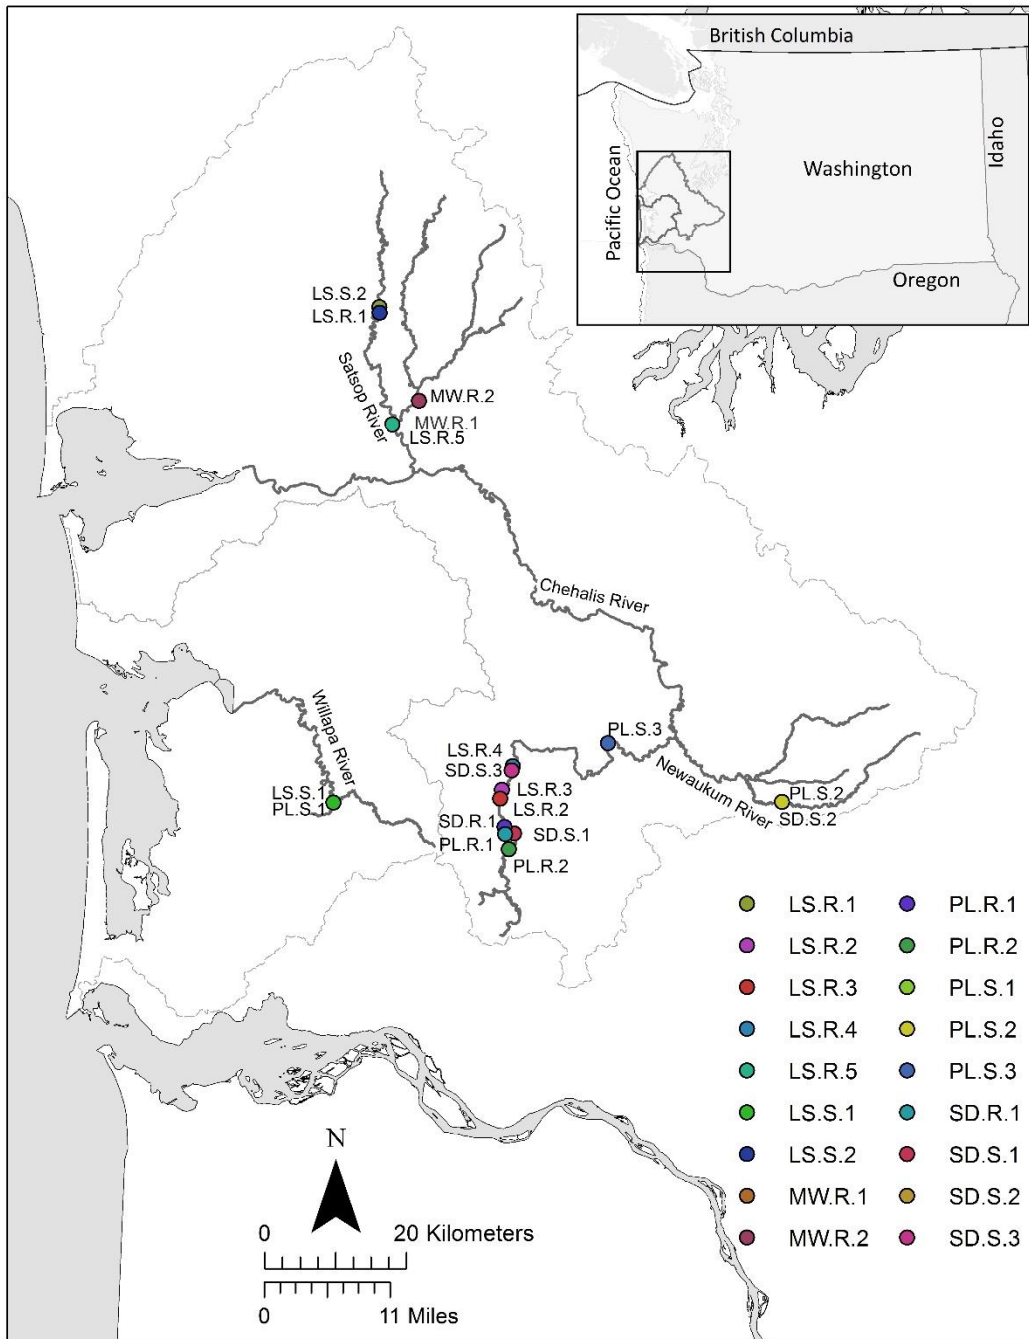 British Columbia
Pacific Ocean
Washington
Idaho
Oregon
LS.S.2
LS.R.1
Satsop River
MW.R.2
MW.R.1
LS.R.5
Chehalis River
Willapa River
PL.S.3
LS.R.4
SD.S.3
LS.R.3
LS.R.2
LS.S.1
PL.S.1
Newaukum River
PL.S.2
SD.S.2
SD.R.1
SD.S.1
PL.R.1
PL.R.2
LS.R.1 PL.R.1
LS.R.2 PL.R.2
LS.R.3 PL.S.1
LS.R.4 PL.S.2
LS.R.5 PL.S.3
LS.S.1 SD.R.1
LS.S.2 SD.S.1
MW.R.1 SD.S.2
MW.R.2 SD.S.3
N
0 20 Kilometers
0 11 Miles